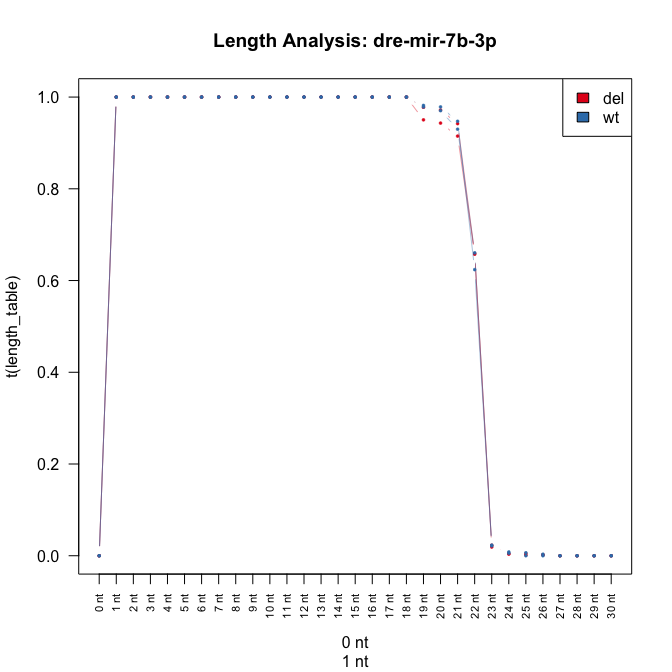 Length Analysis: dre-mir-7b-3p
del
wt
t(length_table)
1.0
0.8
0.6
0.4
0.2
0.0
0 nt 1 nt 2 nt 3 nt 4 nt 5 nt 6 nt 7 nt 8 nt 9 nt 10 nt 11 nt 12 nt 13 nt 14 nt 15 nt 16 nt 17 nt 18 nt 19 nt 20 nt 21 nt 22 nt 23 nt 24 nt 25 nt 26 nt 27 nt 28 nt 29 nt 30 nt
0 nt
1 nt